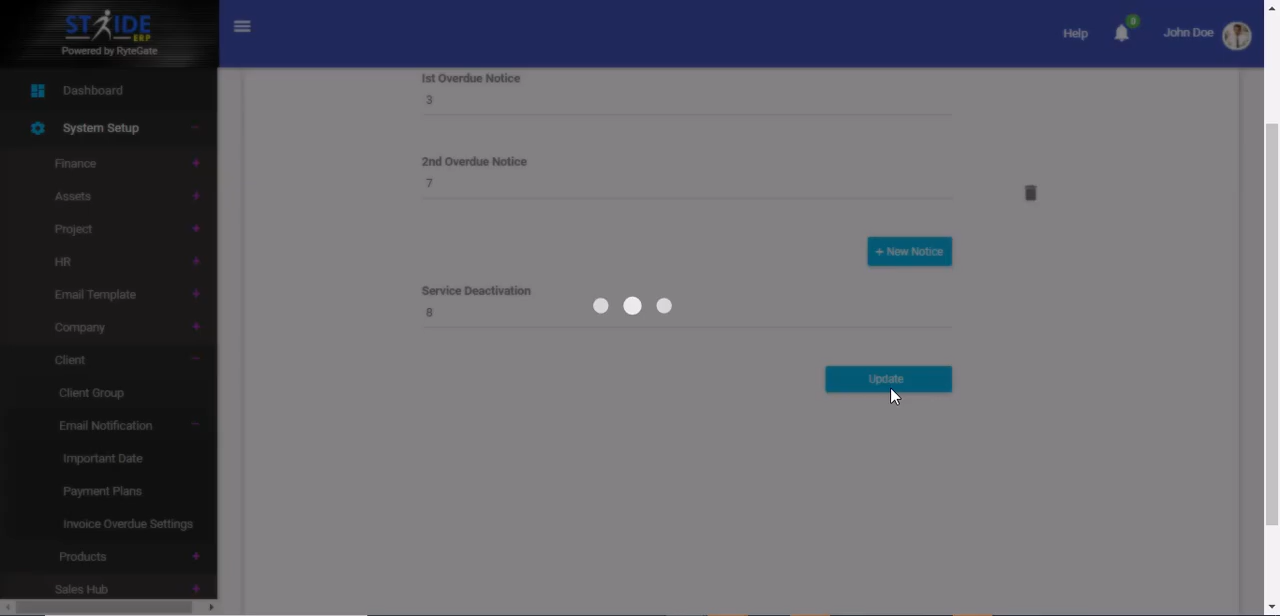 STRIDE
ERP
Powered by RyteGate
Help
0
John Doe
Dashboard
System Setup
Finance
Assets
Project
HR
Email Template
Company
Client
Client Group
Email Notification
Important Date
Payment Plans
Invoice Overdue Settings
Products
Sales Hub
Ist Overdue Notice
3
2nd Overdue Notice
7
+ New Notice
Service Deactivation
8
Update